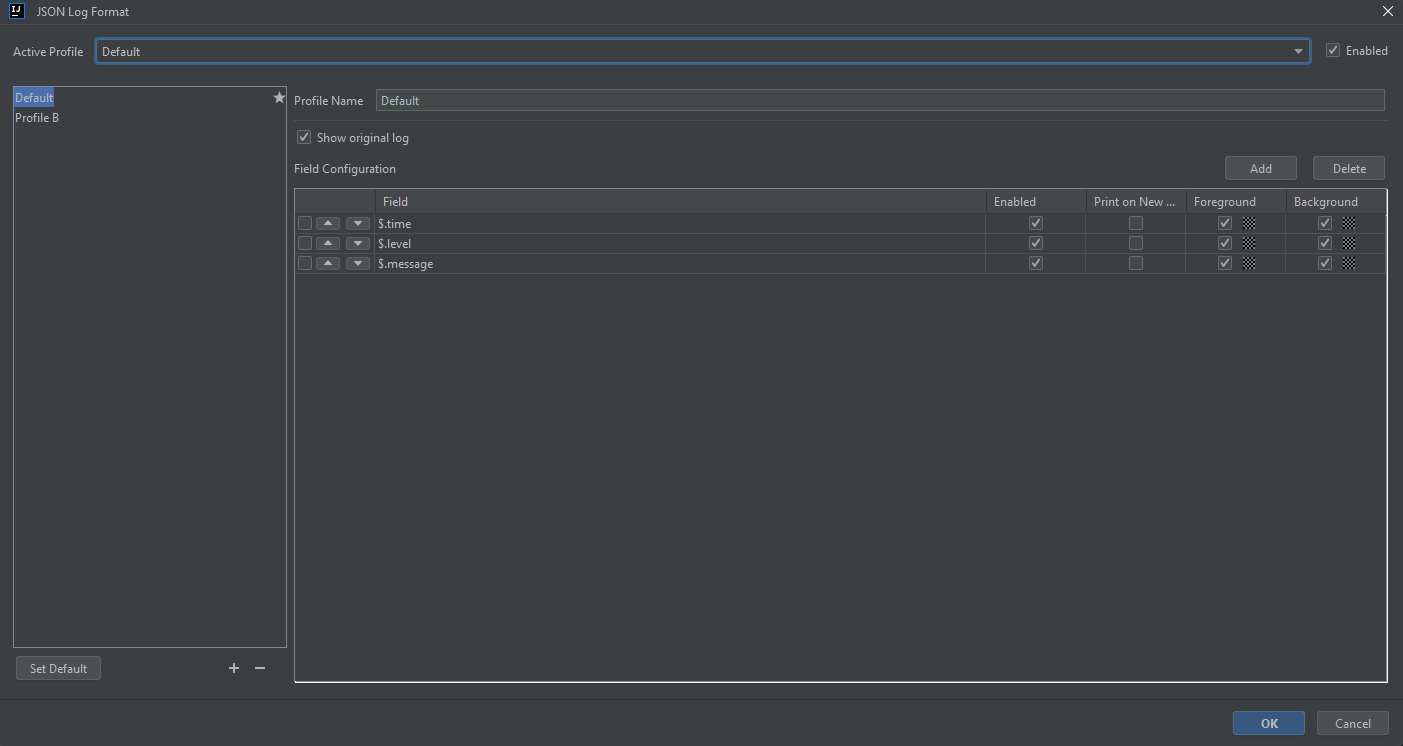 IJ
JSON Log Format
Active Profile Default Enabled
Default
Profile B
Profile Name Default
Show original log
Field Configuration Add Delete
Field Enabled Print on New ... Foreground Background
$.time
$.level
$.message
Set Default + −
OK Cancel